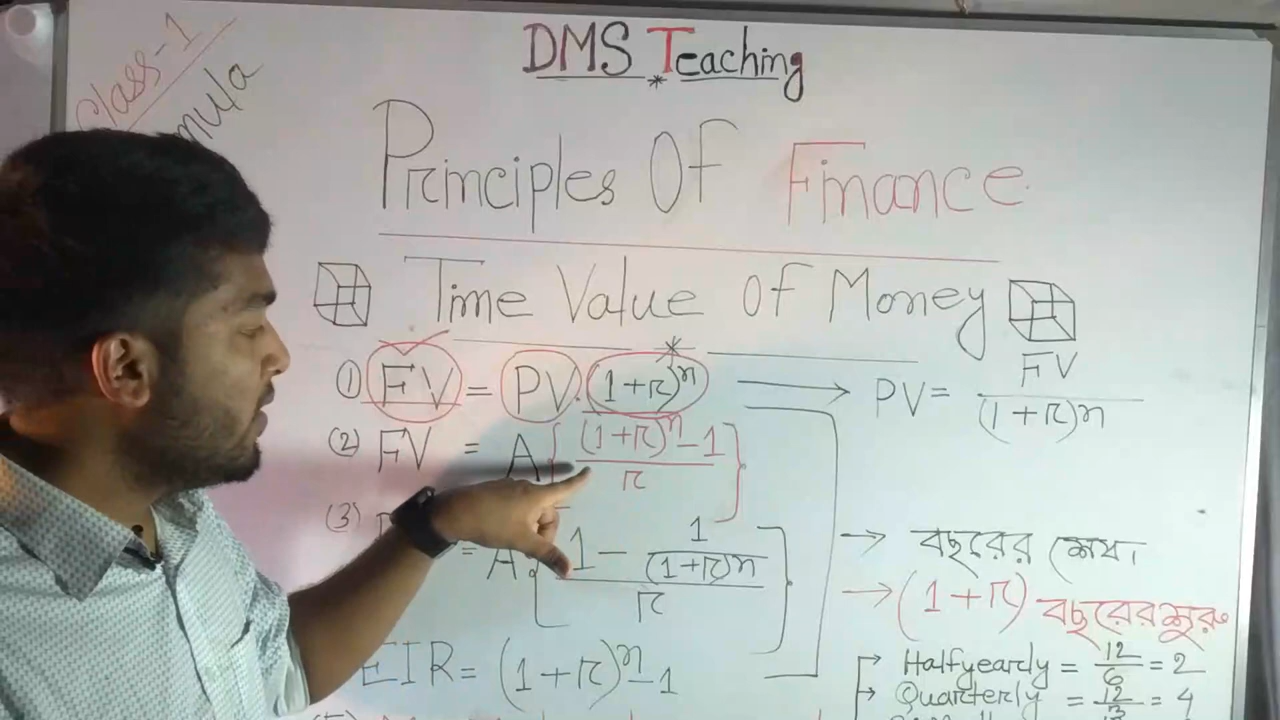 Class-1
DMS Teaching
Principles Of Finance
Time Value Of Money
1) FV = PV. (1+r)^n → PV = FV / (1+r)^n
(2) FV = A { ((1+r)^n - 1) / r }
(3) = A { (1 - 1 / (1+r)^n) / r }
→ বছরের শেষ।
→ (1+r) বছরের শুরু
EIR = (1+r)^n - 1
→ Halfyearly = 12/6 = 2
→ Quarterly = 12/3 = 4